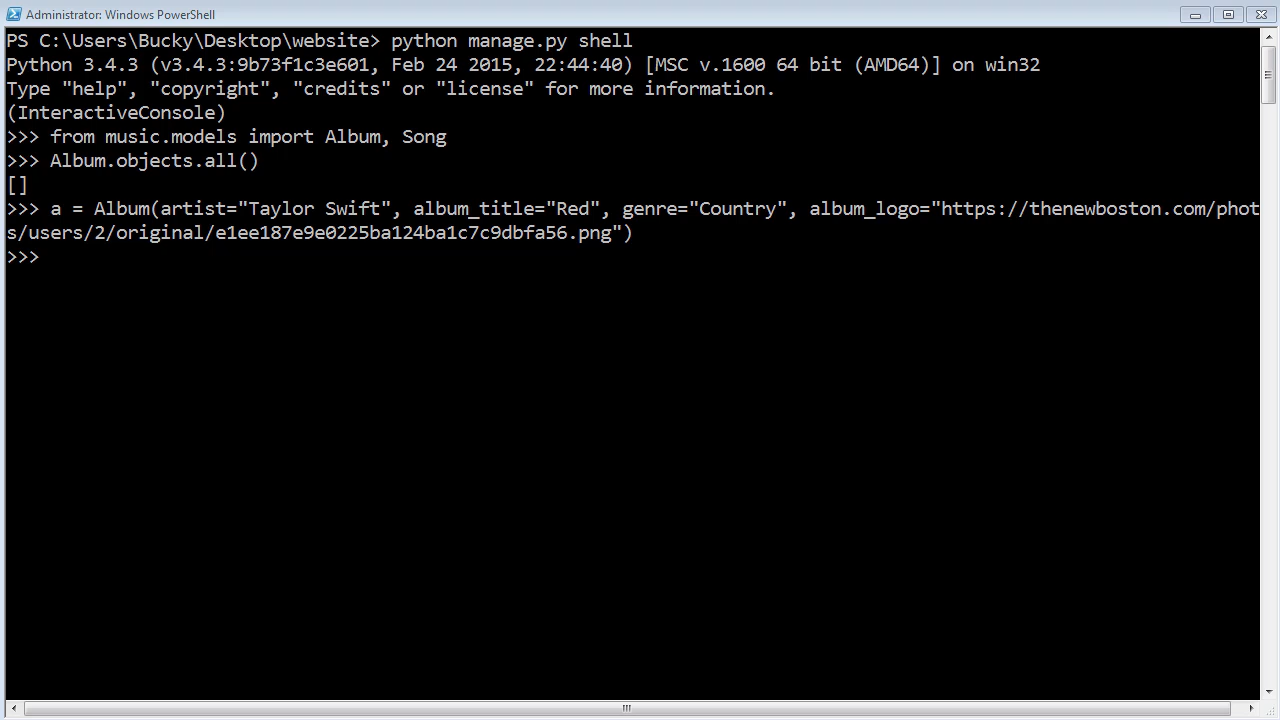 Administrator: Windows PowerShell
PS C:\Users\Bucky\Desktop\website> python manage.py shell
Python 3.4.3 (v3.4.3:9b73f1c3e601, Feb 24 2015, 22:44:40) [MSC v.1600 64 bit (AMD64)] on win32
Type "help", "copyright", "credits" or "license" for more information.
(InteractiveConsole)
>>> from music.models import Album, Song
>>> Album.objects.all()
[]
>>> a = Album(artist="Taylor Swift", album_title="Red", genre="Country", album_logo="https://thenewboston.com/phot
s/users/2/original/e1ee187e9e0225ba124ba1c7c9dbfa56.png")
>>>